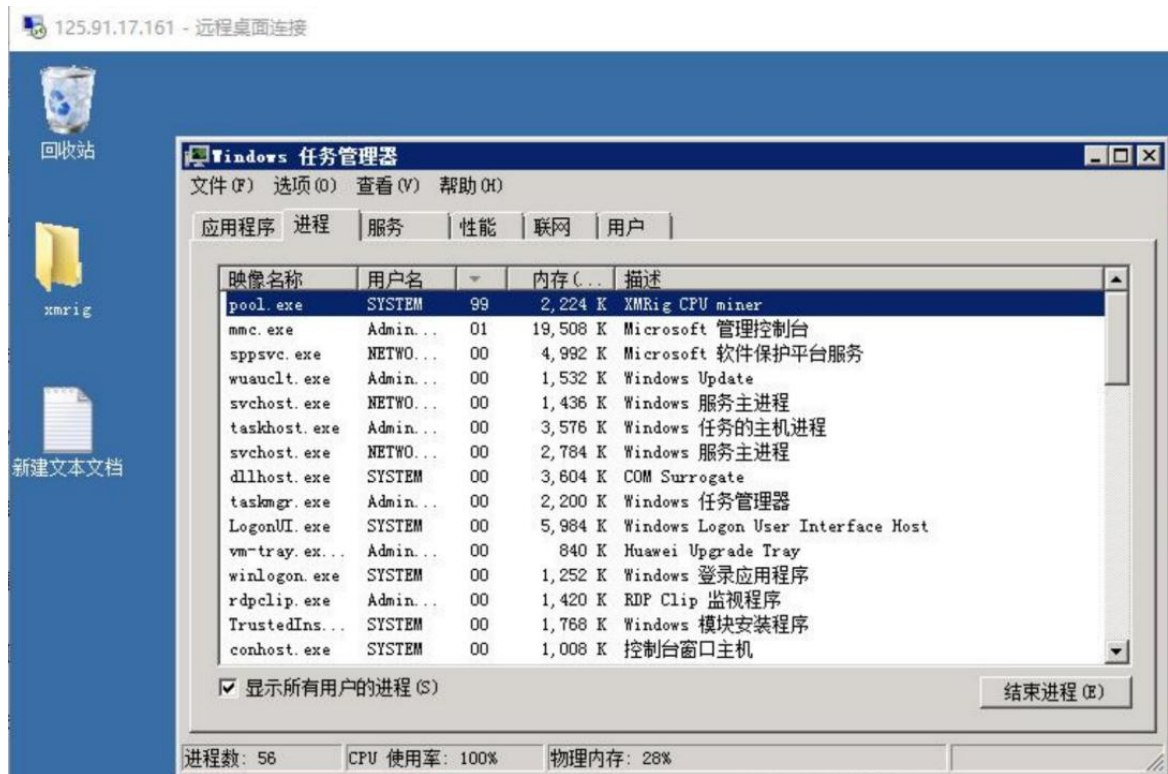 125.91.17.161 - 远程桌面连接
回收站
xmrig
新建文本文档
Windows 任务管理器
文件(F) 选项(O) 查看(V) 帮助(H)
应用程序 进程 服务 性能 联网 用户
映像名称 用户名 内存(... 描述
pool.exe SYSTEM 99 2,224 K XMRig CPU miner
mmc.exe Admin... 01 19,508 K Microsoft 管理控制台
sppsvc.exe NETWO... 00 4,992 K Microsoft 软件保护平台服务
wuauclt.exe Admin... 00 1,532 K Windows Update
svchost.exe NETWO... 00 1,436 K Windows 服务主进程
taskhost.exe Admin... 00 3,576 K Windows 任务的主机进程
svchost.exe NETWO... 00 2,784 K Windows 服务主进程
dllhost.exe SYSTEM 00 3,604 K COM Surrogate
taskmgr.exe Admin... 00 2,200 K Windows 任务管理器
LogonUI.exe SYSTEM 00 5,984 K Windows Logon User Interface Host
vm-tray.ex... Admin... 00 840 K Huawei Upgrade Tray
winlogon.exe SYSTEM 00 1,252 K Windows 登录应用程序
rdpclip.exe Admin... 00 1,420 K RDP Clip 监视程序
TrustedIns... SYSTEM 00 1,768 K Windows 模块安装程序
conhost.exe SYSTEM 00 1,008 K 控制台窗口主机
显示所有用户的进程(S)
结束进程(E)
进程数: 56 CPU 使用率: 100% 物理内存: 28%